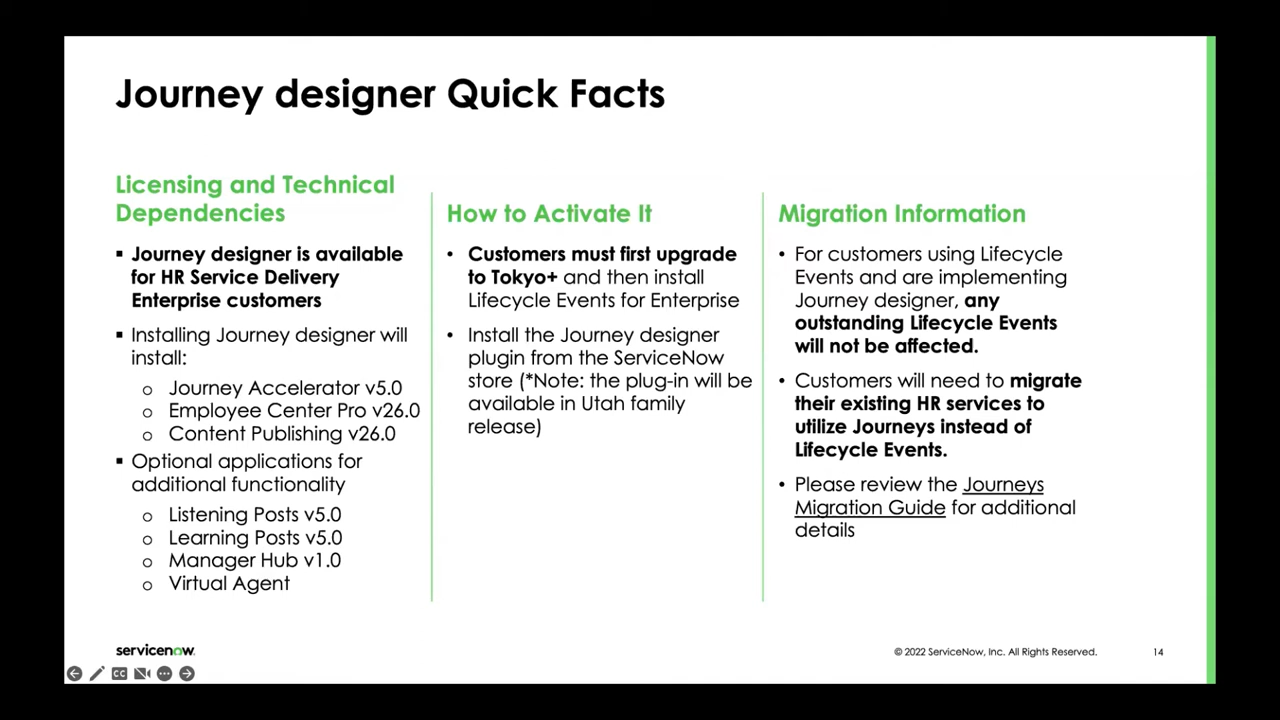 Journey designer Quick Facts
Licensing and Technical
Dependencies
▪ Journey designer is available
for HR Service Delivery
Enterprise customers
▪ Installing Journey designer will
install:
o Journey Accelerator v5.0
o Employee Center Pro v26.0
o Content Publishing v26.0
▪ Optional applications for
additional functionality
o Listening Posts v5.0
o Learning Posts v5.0
o Manager Hub v1.0
o Virtual Agent
How to Activate It
• Customers must first upgrade
to Tokyo+ and then install
Lifecycle Events for Enterprise
• Install the Journey designer
plugin from the ServiceNow
store (*Note: the plug-in will be
available in Utah family
release)
Migration Information
• For customers using Lifecycle
Events and are implementing
Journey designer, any
outstanding Lifecycle Events
will not be affected.
• Customers will need to migrate
their existing HR services to
utilize Journeys instead of
Lifecycle Events.
• Please review the Journeys
Migration Guide for additional
details
servicenow
© 2022 ServiceNow, Inc. All Rights Reserved.
14
CC